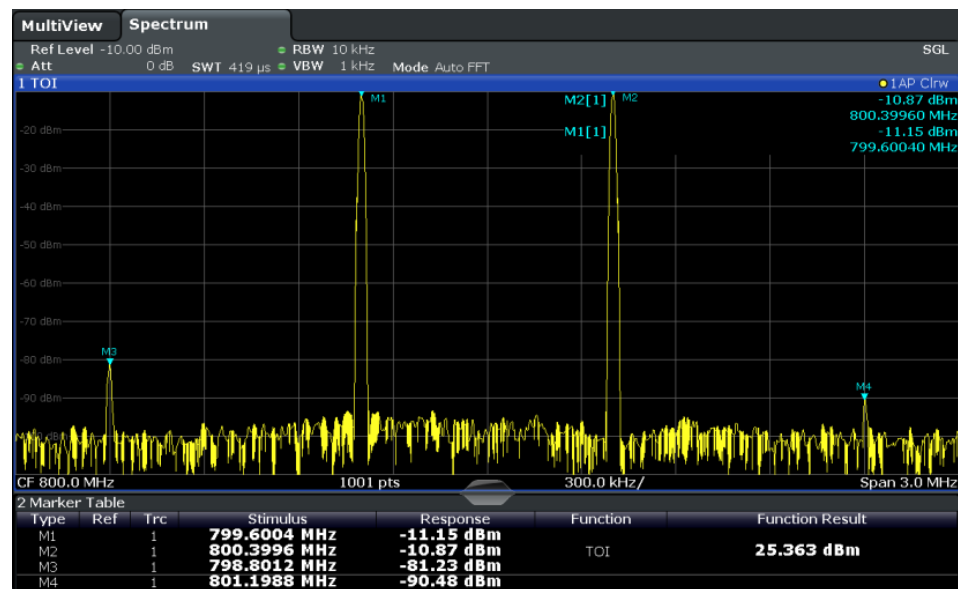 MultiView Spectrum
Ref Level -10.00 dBm RBW 10 kHz SGL
Att 0 dB SWT 419 µs VBW 1 kHz Mode Auto FFT
1 TOI 1AP Clrw
M1 M2[1] M2 -10.87 dBm
800.39960 MHz
-20 dBm M1[1] -11.15 dBm
799.60040 MHz
-30 dBm
-40 dBm
-50 dBm
-60 dBm
-70 dBm
M3
-80 dBm
M4
-90 dBm
CF 800.0 MHz 1001 pts 300.0 kHz/ Span 3.0 MHz
2 Marker Table
Type Ref Trc Stimulus Response Function Function Result
M1 1 799.6004 MHz -11.15 dBm
M2 1 800.3996 MHz -10.87 dBm TOI 25.363 dBm
M3 1 798.8012 MHz -81.23 dBm
M4 1 801.1988 MHz -90.48 dBm